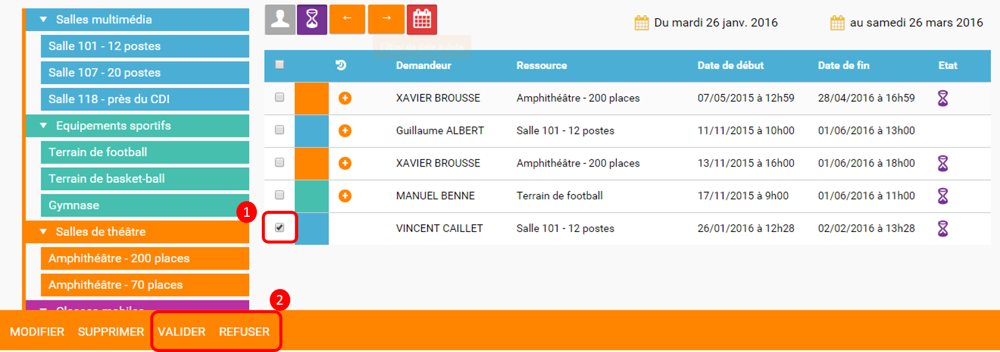 Salles multimédia
Salle 101 - 12 postes
Salle 107 - 20 postes
Salle 118 - près du CDI
Equipements sportifs
Terrain de football
Terrain de basket-ball
Gymnase
Salles de théâtre
Amphithéâtre - 200 places
Amphithéâtre - 70 places
Classes mobiles
← →
Du mardi 26 janv. 2016 au samedi 26 mars 2016
Filtrer de date à date
Demandeur Ressource Date de début Date de fin Etat
XAVIER BROUSSE Amphithéâtre - 200 places 07/05/2015 à 12h59 28/04/2016 à 16h59
Guillaume ALBERT Salle 101 - 12 postes 11/11/2015 à 10h00 01/06/2016 à 13h00
XAVIER BROUSSE Amphithéâtre - 200 places 13/11/2015 à 16h00 01/06/2016 à 18h00
MANUEL BENNE Terrain de football 17/11/2015 à 9h00 01/06/2016 à 11h00
1
VINCENT CAILLET Salle 101 - 12 postes 26/01/2016 à 12h28 02/02/2016 à 13h28
2
MODIFIER SUPPRIMER VALIDER REFUSER